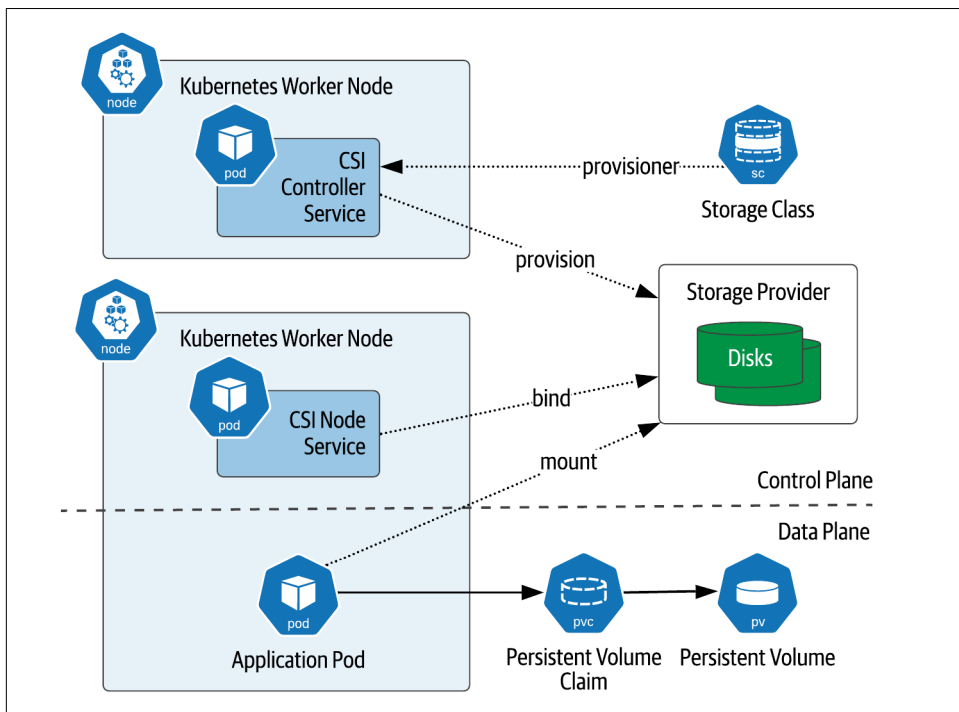 node
Kubernetes Worker Node
pod
CSI
Controller
Service
provisioner
sc
Storage Class
provision
Storage Provider
Disks
node
Kubernetes Worker Node
pod
CSI Node
Service
bind
mount
Control Plane
Data Plane
pod
Application Pod
pvc
Persistent Volume
Claim
pv
Persistent Volume